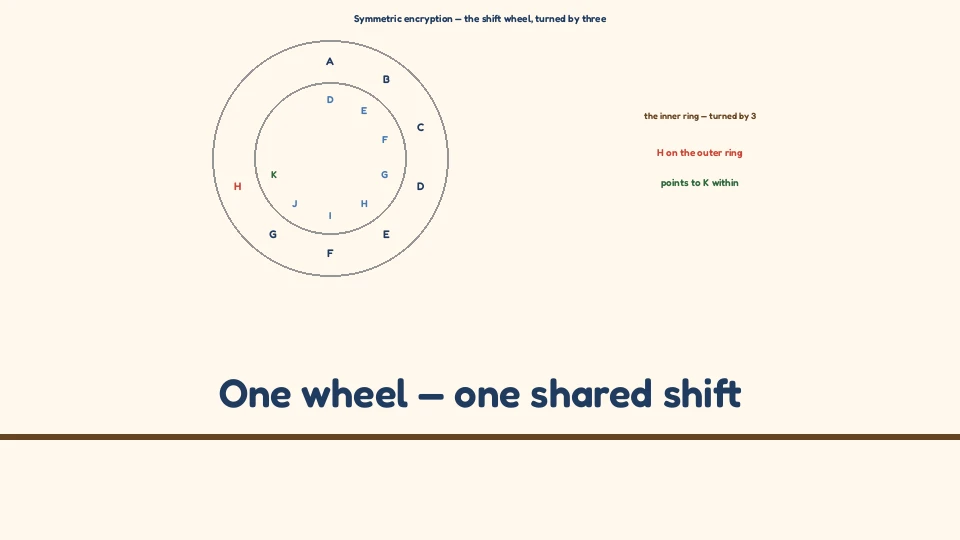 Symmetric encryption — the shift wheel, turned by three
A
B
C
D
E
F
G
H
D
E
F
G
H
I
J
K
the inner ring — turned by 3
H on the outer ring
points to K within
One wheel — one shared shift